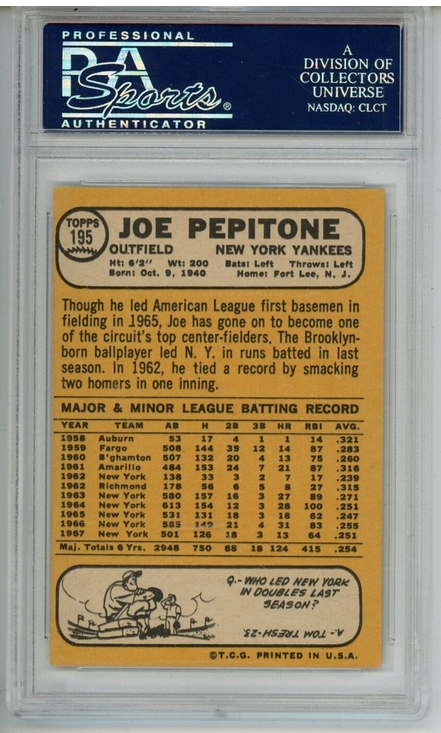 PROFESSIONAL
PSA
Sports®
AUTHENTICATOR
A
DIVISION OF
COLLECTORS
UNIVERSE
NASDAQ: CLCT
TOPPS
195
JOE PEPITONE
OUTFIELD NEW YORK YANKEES
Ht: 6'2" Wt: 200 Bats: Left Throws: Left
Born: Oct. 9, 1940 Home: Fort Lee, N. J.
Though he led American League first basemen in
fielding in 1965, Joe has gone on to become one
of the circuit's top center-fielders. The Brooklyn-
born ballplayer led N. Y. in runs batted in last
season. In 1962, he tied a record by smacking
two homers in one inning.
MAJOR & MINOR LEAGUE BATTING RECORD
YEAR TEAM AB H 2B 3B HR RBI AVG.
1958 Auburn 53 17 4 1 1 14 .321
1959 Fargo 508 144 35 12 14 87 .283
1960 B'ghamton 507 132 20 4 13 75 .260
1961 Amarillo 484 153 24 7 21 87 .316
1962 New York 138 33 3 2 7 17 .239
1962 Richmond 178 56 6 5 8 27 .315
1963 New York 580 157 16 3 27 89 .271
1964 New York 613 154 12 3 28 100 .251
1965 New York 531 131 18 3 18 62 .247
1966 New York 585 149 21 4 31 83 .255
1967 New York 501 126 18 3 13 64 .251
Maj. Totals 6 Yrs. 2948 750 88 18 124 415 .254
Q.- WHO LED NEW YORK
IN DOUBLES LAST
SEASON?
A.- TOM TRESH-23
©T.C.G. PRINTED IN U.S.A.